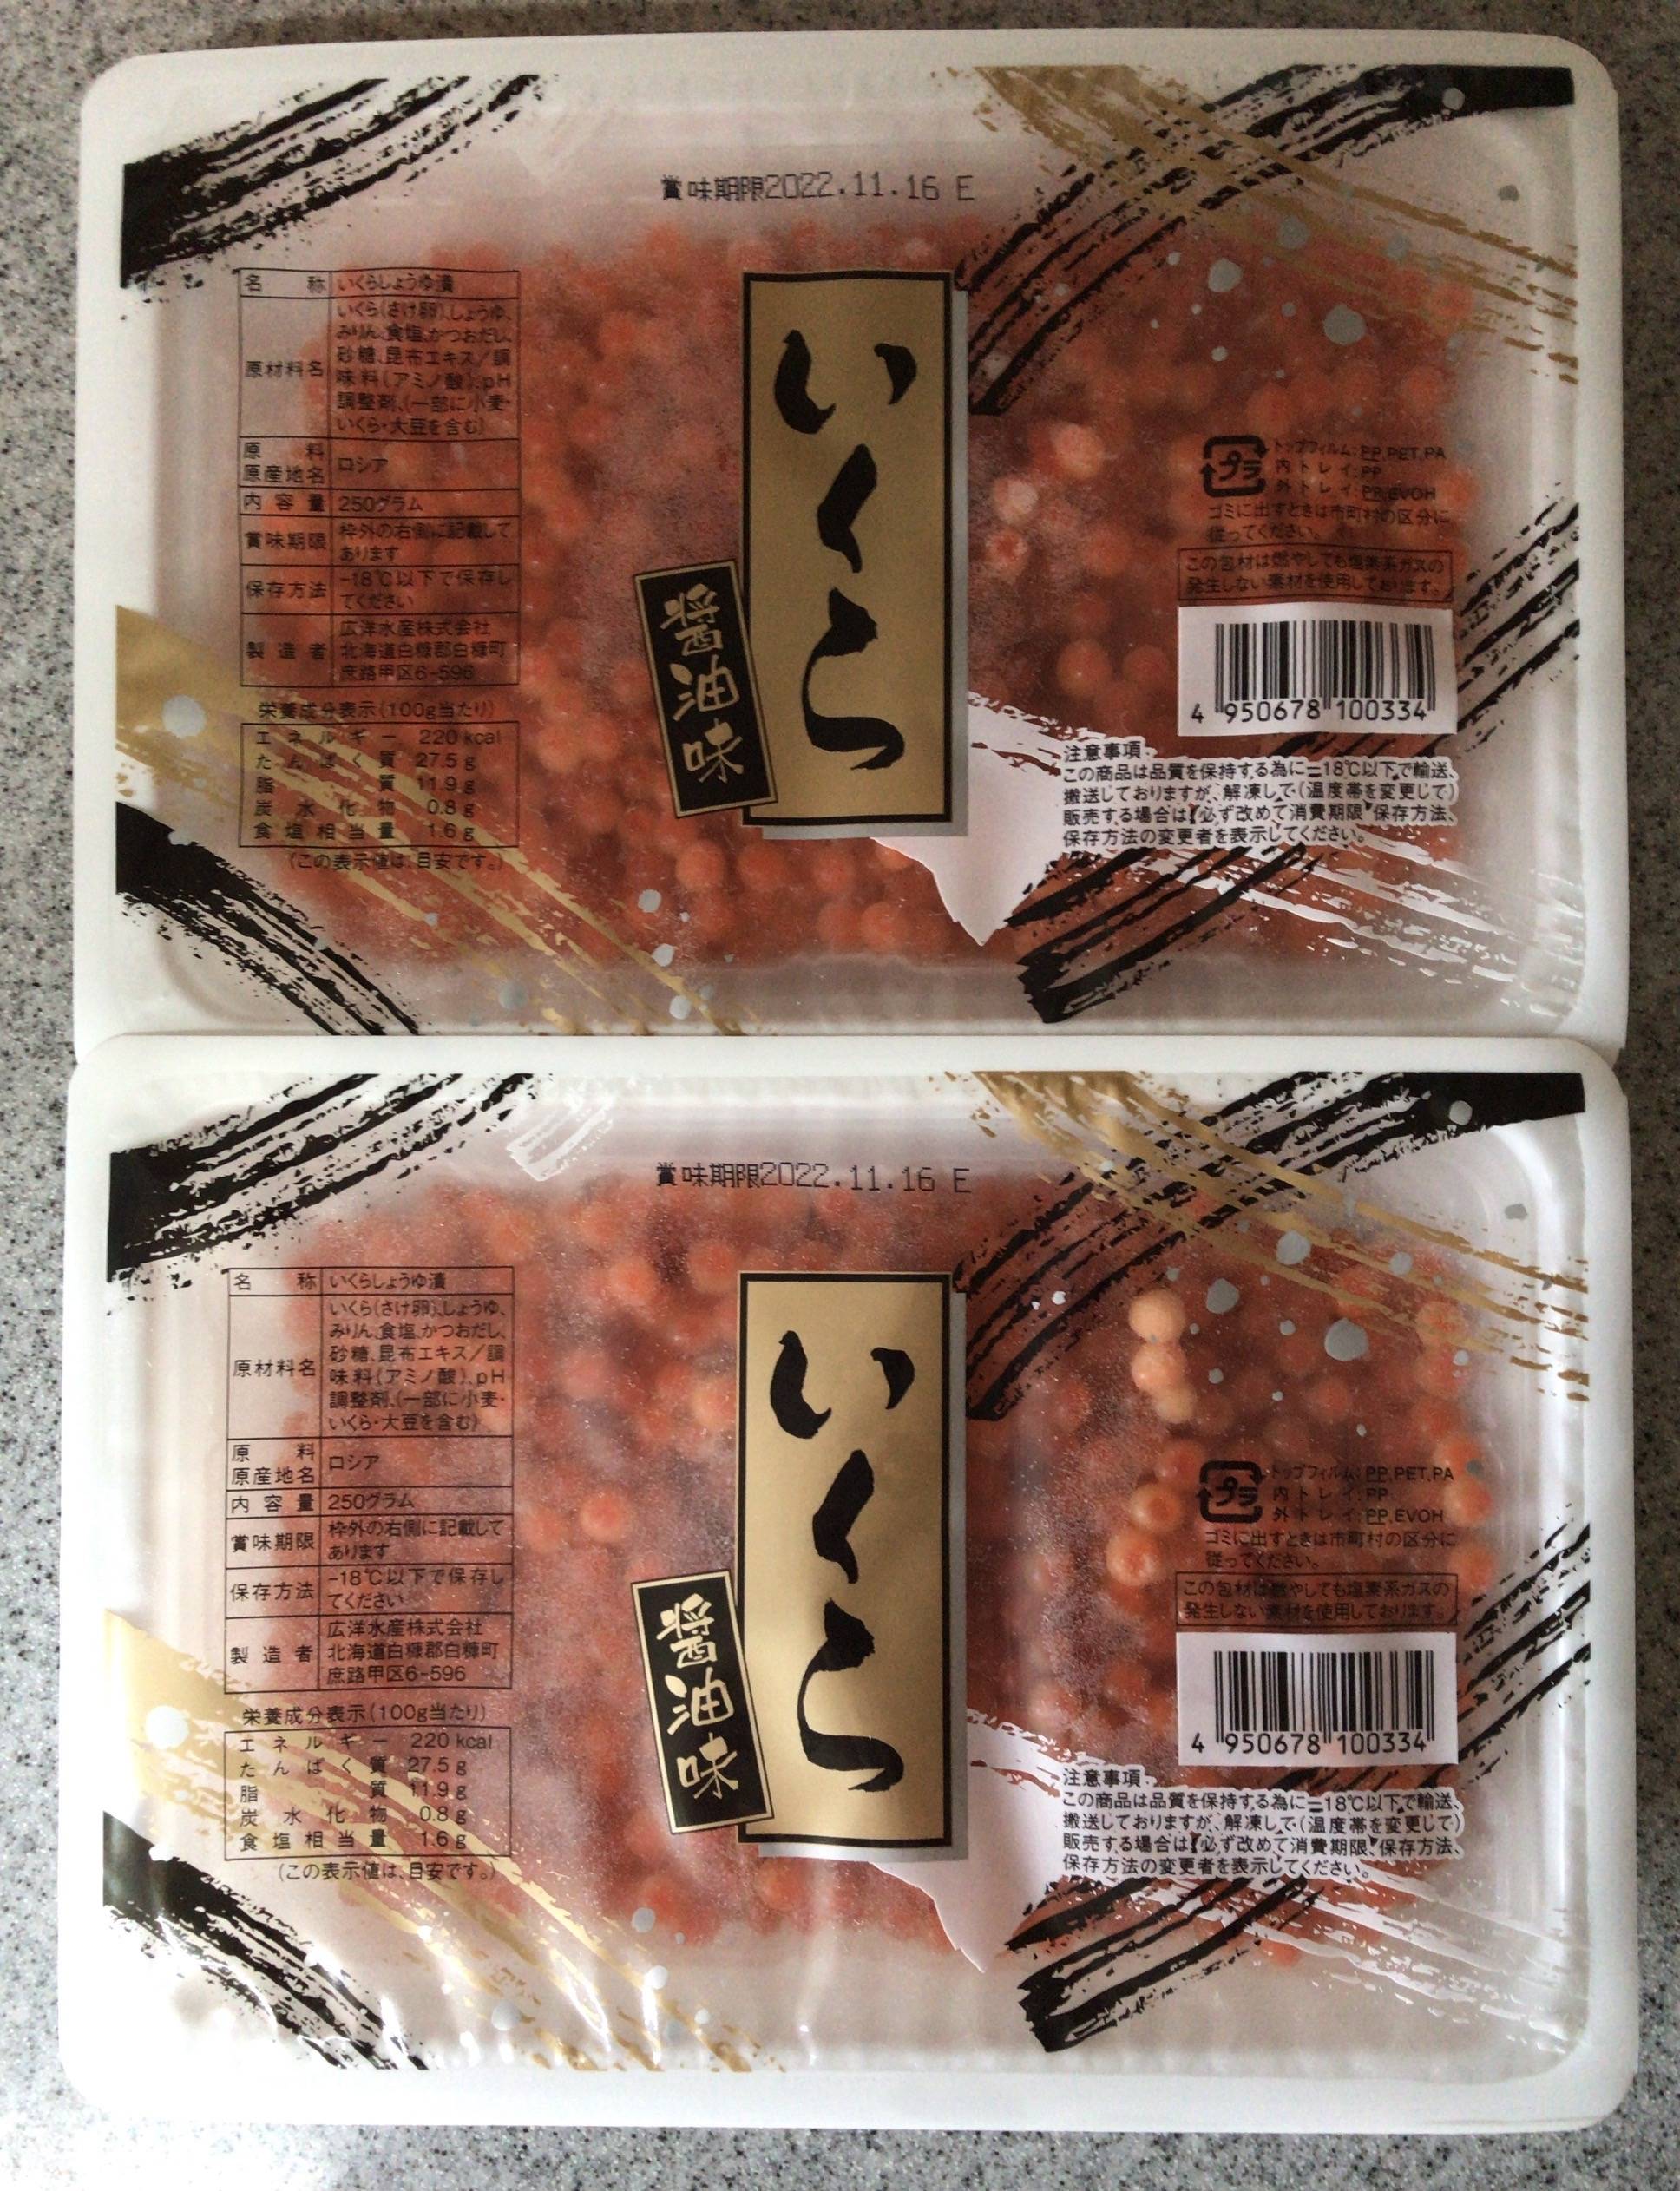 賞味期限2022.11.16 E
名称 いくらしょうゆ漬
原材料名 いくら(さけ卵)、しょうゆ、
みりん、食塩、かつおだし、
砂糖、昆布エキス／調
味料(アミノ酸)、pH
調整剤、(一部に小麦・
いくら・大豆を含む)
原料
原産地名 ロシア
内容量 250グラム
賞味期限 枠外の右側に記載して
あります
保存方法 -18℃以下で保存し
てください
製造者 広洋水産株式会社
北海道白糠郡白糠町
庶路甲区6-596
栄養成分表示(100g当たり)
エネルギー 220kcal
たんぱく質 27.5g
脂質 11.9g
炭水化物 0.8g
食塩相当量 1.6g
(この表示値は、目安です。)
いくら
醤油味
プラ
トップフィルム:PP,PET,PA
内トレイ:PP
外トレイ:PP,EVOH
ゴミに出すときは市町村の区分に
従ってください。
この包材は燃やしても塩素系ガスの
発生しない素材を使用しております。
4 950678 100334
注意事項
この商品は品質を保持する為に－18℃以下で輸送、
搬送しておりますが、解凍して(温度帯を変更して)
販売する場合は【必ず改めて消費期限】保存方法、
保存方法の変更者を表示してください。
賞味期限2022.11.16 E
名称 いくらしょうゆ漬
原材料名 いくら(さけ卵)、しょうゆ、
みりん、食塩、かつおだし、
砂糖、昆布エキス／調
味料(アミノ酸)、pH
調整剤、(一部に小麦・
いくら・大豆を含む)
原料
原産地名 ロシア
内容量 250グラム
賞味期限 枠外の右側に記載して
あります
保存方法 -18℃以下で保存し
てください
製造者 広洋水産株式会社
北海道白糠郡白糠町
庶路甲区6-596
栄養成分表示(100g当たり)
エネルギー 220kcal
たんぱく質 27.5g
脂質 11.9g
炭水化物 0.8g
食塩相当量 1.6g
(この表示値は、目安です。)
いくら
醤油味
プラ
トップフィルム:PP,PET,PA
内トレイ:PP
外トレイ:PP,EVOH
ゴミに出すときは市町村の区分に
従ってください。
この包材は燃やしても塩素系ガスの
発生しない素材を使用しております。
4 950678 100334
注意事項
この商品は品質を保持する為に－18℃以下で輸送、
搬送しておりますが、解凍して(温度帯を変更して)
販売する場合は【必ず改めて消費期限】保存方法、
保存方法の変更者を表示してください。